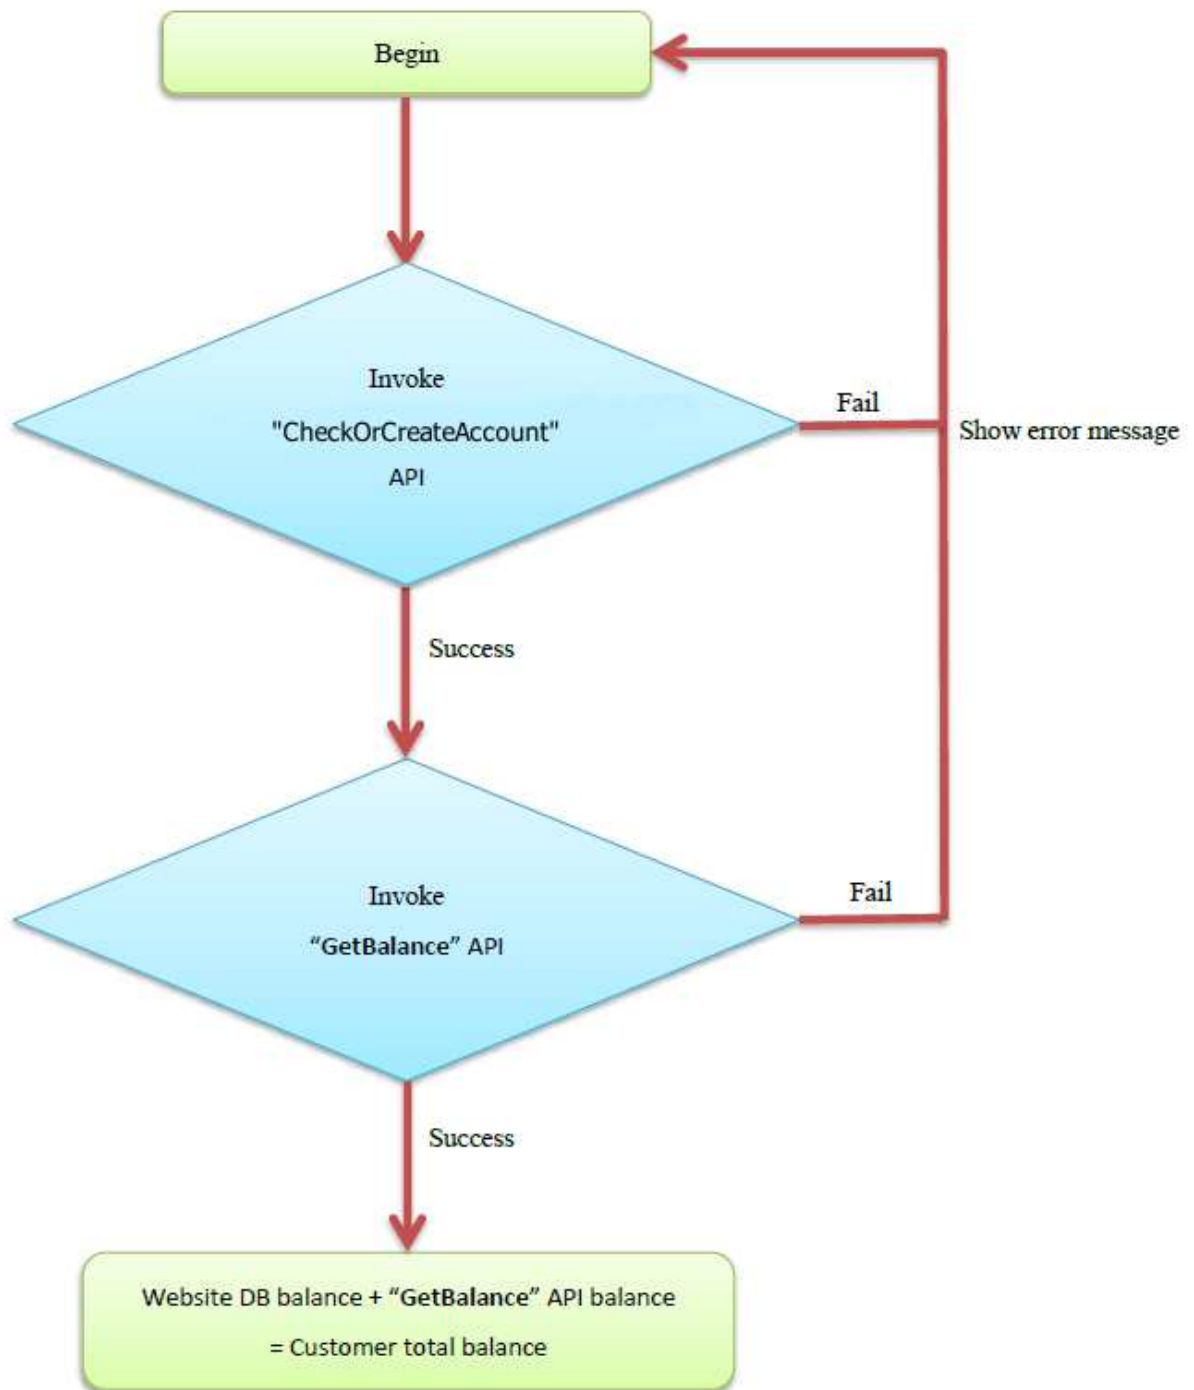 Begin
Invoke
"CheckOrCreateAccount"
API
Fail
Show error message
Success
Invoke
“GetBalance” API
Fail
Success
Website DB balance + “GetBalance” API balance
= Customer total balance